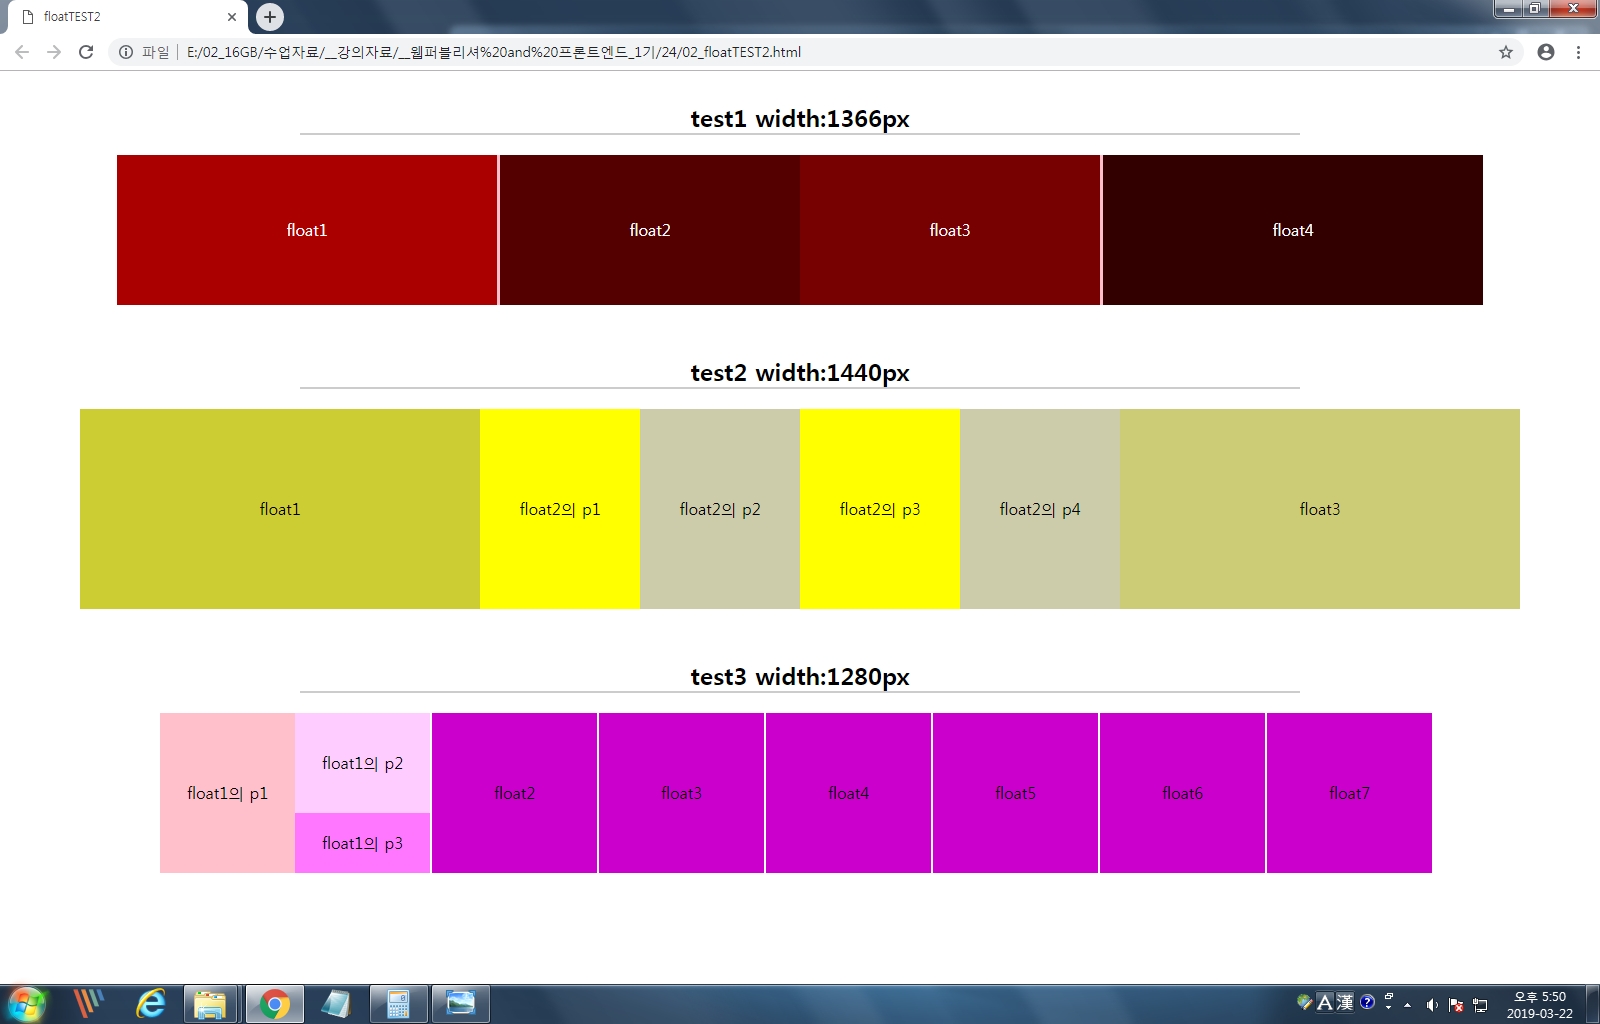 floatTEST2
파일 E:/02_16GB/수업자료/__강의자료/__웹퍼블리셔%20and%20프론트엔드_1기/24/02_floatTEST2.html
test1 width:1366px
float1 float2 float3 float4
test2 width:1440px
float1 float2의 p1 float2의 p2 float2의 p3 float2의 p4 float3
test3 width:1280px
float1의 p2
float1의 p1 float2 float3 float4 float5 float6 float7
float1의 p3
A 漢
오후 5:50
2019-03-22